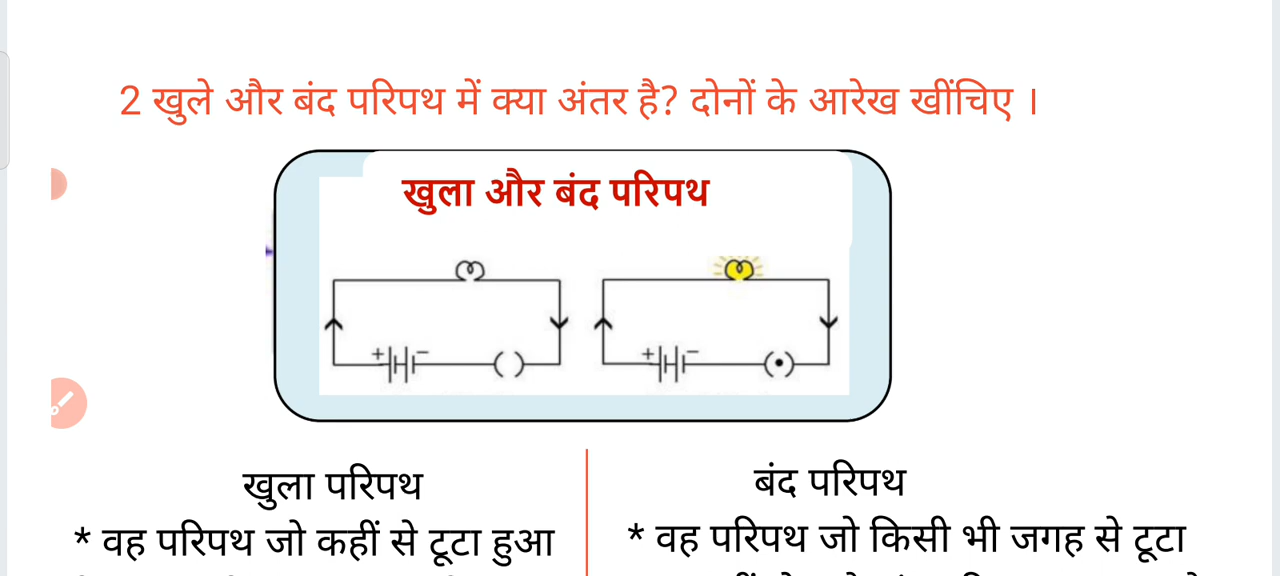 2 खुले और बंद परिपथ में क्या अंतर है? दोनों के आरेख खींचिए ।
खुला और बंद परिपथ
+ −
( )
+ −
(•)
खुला परिपथ
* वह परिपथ जो कहीं से टूटा हुआ
बंद परिपथ
* वह परिपथ जो किसी भी जगह से टूटा